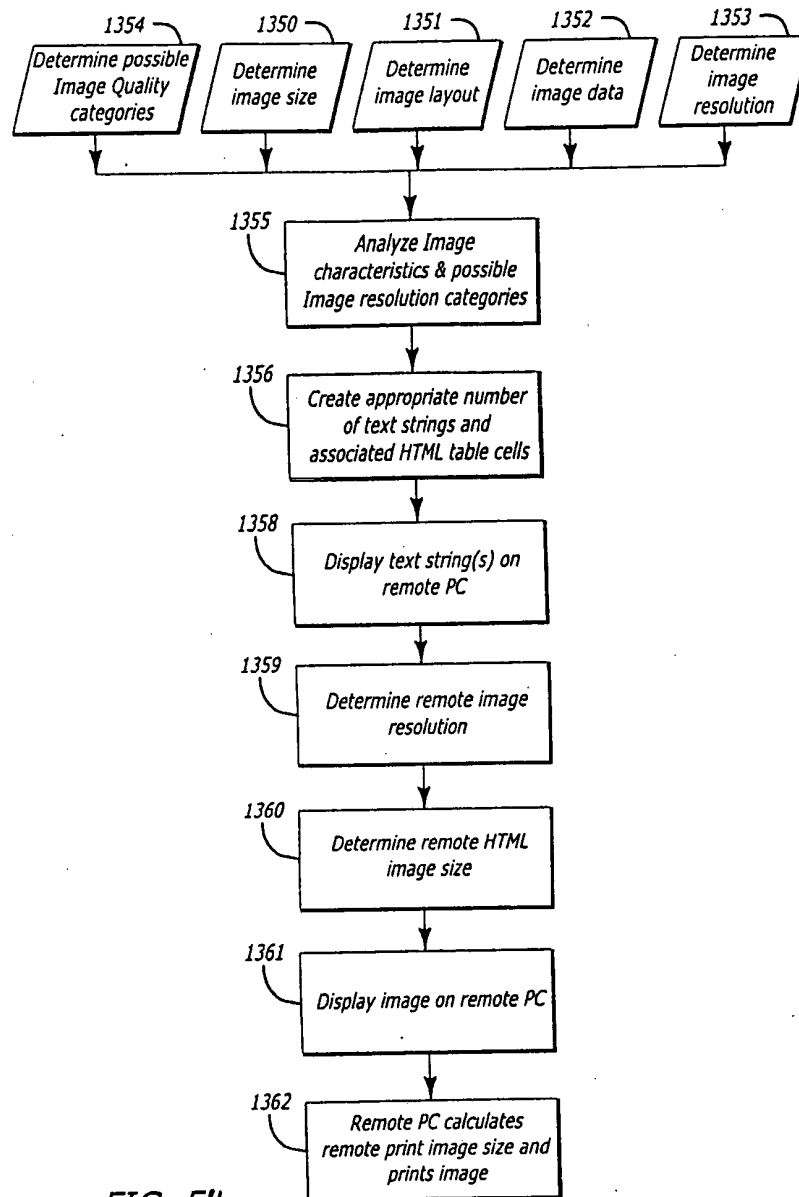 1354
1350
1351
1352
1353
Determine possible
Image Quality
categories
Determine
image size
Determine
image layout
Determine
image data
Determine
image
resolution
1355
Analyze Image
characteristics & possible
Image resolution categories
1356
Create appropriate number
of text strings and
associated HTML table cells
1358
Display text string(s) on
remote PC
1359
Determine remote image
resolution
1360
Determine remote HTML
image size
1361
Display image on remote PC
1362
Remote PC calculates
remote print image size and
prints image